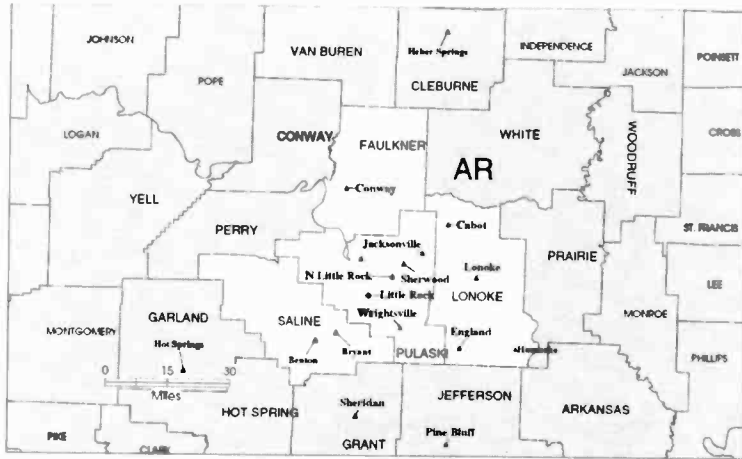 JOHNSON
VAN BUREN
Heber Springs
INDEPENDENCE
POINSETT
POPE
CLEBURNE
JACKSON
LOGAN
CONWAY
FAULKNER
WHITE
WOODRUFF
CROSS
AR
YELL
Conway
PERRY
Cabot
ST. FRANCIS
Jacksonville
PRAIRIE
N Little Rock
Sherwood
Lonoke
LEE
Little Rock
LONOKE
GARLAND
SALINE
Wrightsville
MONROE
MONTGOMERY
Hot Springs
England
Benton
Bryant
PULASKI
PHILLIPS
0
15
30
Miles
HOT SPRING
Sheridan
JEFFERSON
ARKANSAS
PIKE
CLARK
GRANT
Pine Bluff